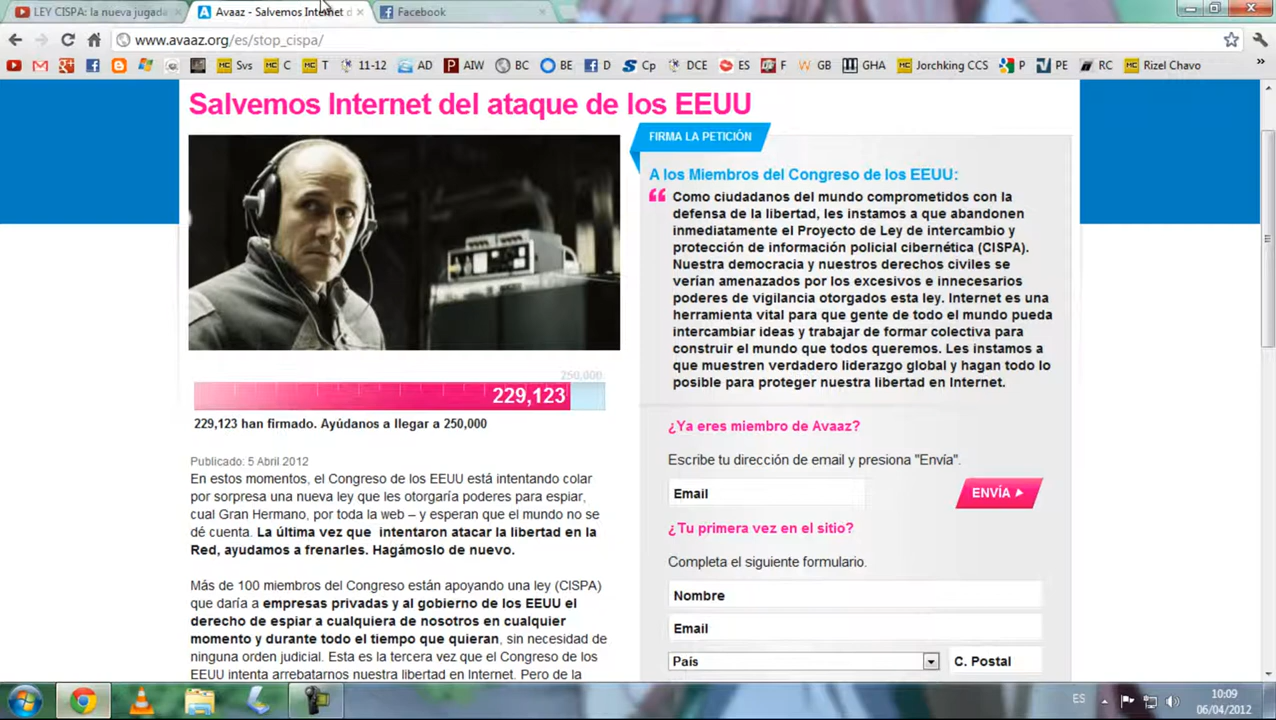 LEY CISPA: la nueva jugada
Avaaz - Salvemos Internet d
Facebook
www.avaaz.org/es/stop_cispa/
Svs C T 11-12 AD AIW BC BE D Cp DCE ES F GB GHA Jorchking CCS P PE RC Rizel Chavo »
Salvemos Internet del ataque de los EEUU
FIRMA LA PETICIÓN
A los Miembros del Congreso de los EEUU:
Como ciudadanos del mundo comprometidos con la
defensa de la libertad, les instamos a que abandonen
inmediatamente el Proyecto de Ley de intercambio y
protección de información policial cibernética (CISPA).
Nuestra democracia y nuestros derechos civiles se
verían amenazados por los excesivos e innecesarios
poderes de vigilancia otorgados esta ley. Internet es una
herramienta vital para que gente de todo el mundo pueda
intercambiar ideas y trabajar de formar colectiva para
construir el mundo que todos queremos. Les instamos a
que muestren verdadero liderazgo global y hagan todo lo
posible para proteger nuestra libertad en Internet.
250,000
229,123
229,123 han firmado. Ayúdanos a llegar a 250,000
Publicado: 5 Abril 2012
En estos momentos, el Congreso de los EEUU está intentando colar
por sorpresa una nueva ley que les otorgaría poderes para espiar,
cual Gran Hermano, por toda la web – y esperan que el mundo no se
dé cuenta. La última vez que intentaron atacar la libertad en la
Red, ayudamos a frenarles. Hagámoslo de nuevo.
Más de 100 miembros del Congreso están apoyando una ley (CISPA)
que daría a empresas privadas y al gobierno de los EEUU el
derecho de espiar a cualquiera de nosotros en cualquier
momento y durante todo el tiempo que quieran, sin necesidad de
ninguna orden judicial. Esta es la tercera vez que el Congreso de los
EEUU intenta arrebatarnos nuestra libertad en Internet. Pero de la
¿Ya eres miembro de Avaaz?
Escribe tu dirección de email y presiona "Envía".
Email
ENVÍA
¿Tu primera vez en el sitio?
Completa el siguiente formulario.
Nombre
Email
País
C. Postal
ES
10:09
06/04/2012